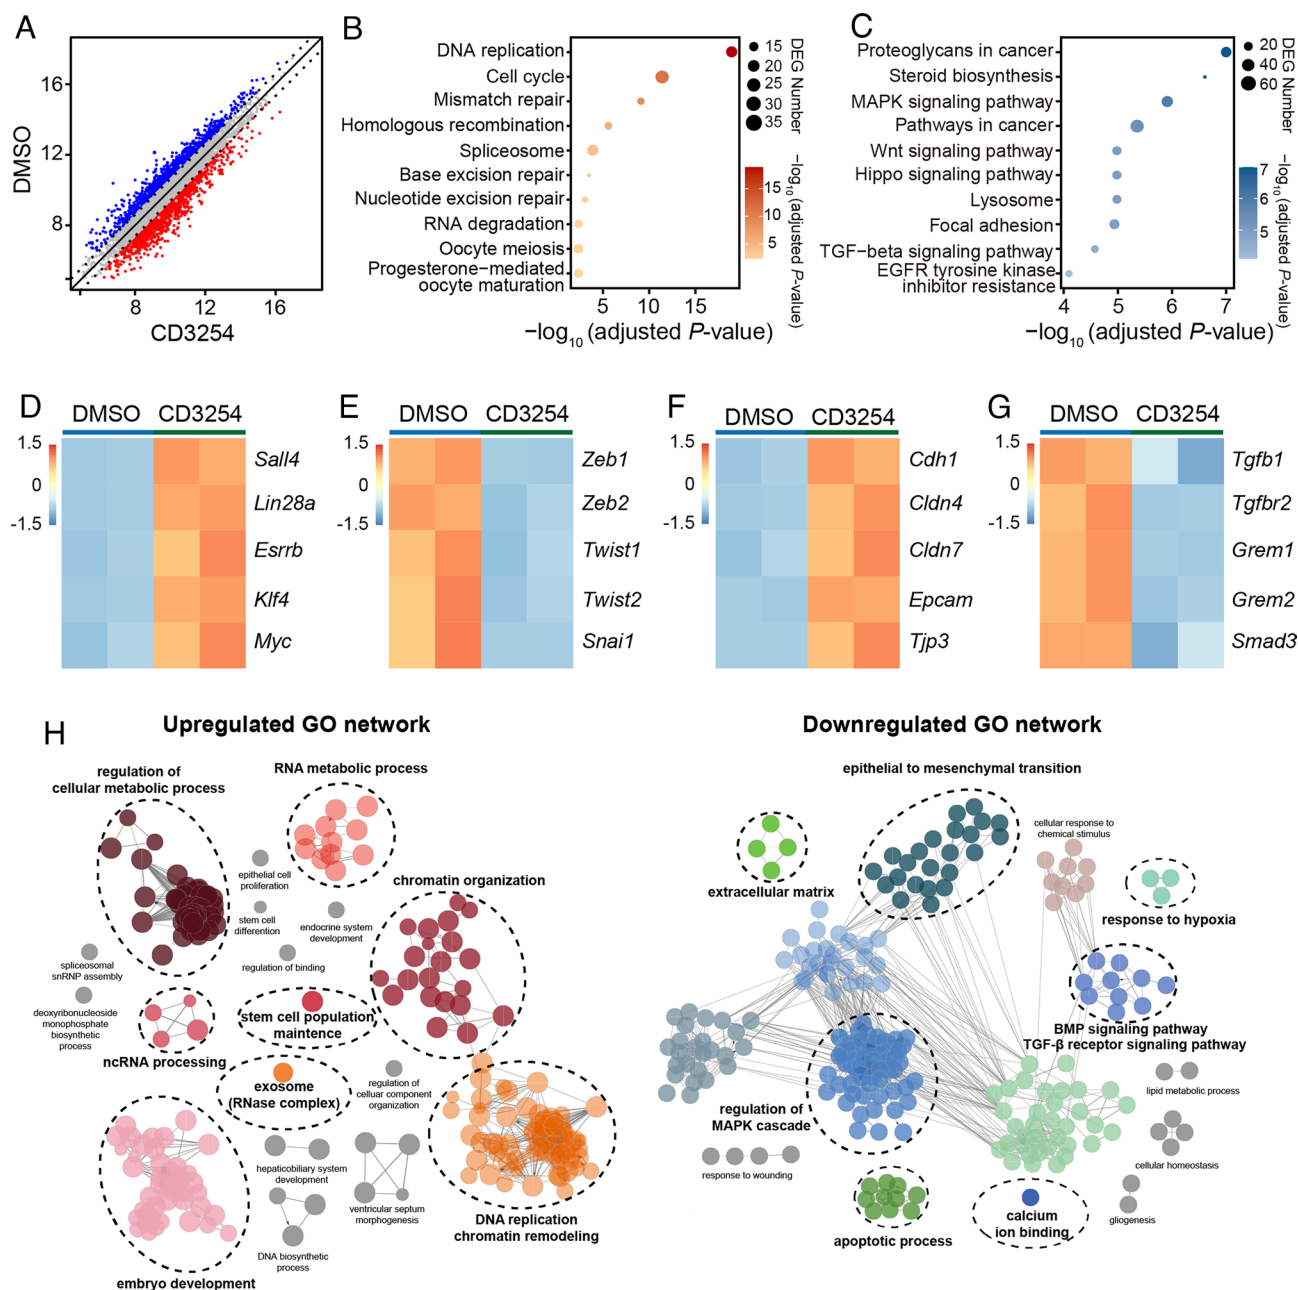 A
16
12
8
DMSO
8
12
16
CD3254
B
DNA replication
Cell cycle
Mismatch repair
Homologous recombination
Spliceosome
Base excision repair
Nucleotide excision repair
RNA degradation
Oocyte meiosis
Progesterone−mediated
oocyte maturation
5
10
15
−log10 (adjusted P-value)
15
20
25
30
35
DEG Number
15
10
5
−log10 (adjusted P-value)
C
Proteoglycans in cancer
Steroid biosynthesis
MAPK signaling pathway
Pathways in cancer
Wnt signaling pathway
Hippo signaling pathway
Lysosome
Focal adhesion
TGF−beta signaling pathway
EGFR tyrosine kinase
inhibitor resistance
4
5
6
7
−log10 (adjusted P-value)
20
40
60
DEG Number
7
6
5
−log10 (adjusted P-value)
D
DMSO
CD3254
1.5
0
-1.5
Sall4
Lin28a
Esrrb
Klf4
Myc
E
DMSO
CD3254
1.5
0
-1.5
Zeb1
Zeb2
Twist1
Twist2
Snai1
F
DMSO
CD3254
1.5
0
-1.5
Cdh1
Cldn4
Cldn7
Epcam
Tjp3
G
DMSO
CD3254
1.5
0
-1.5
Tgfb1
Tgfbr2
Grem1
Grem2
Smad3
H
Upregulated GO network
regulation of
cellular metabolic process
RNA metabolic process
epithelial cell
proliferation
chromatin organization
stem cell
differention
endocrine system
development
spliceosomal
snRNP assembly
regulation of binding
deoxyribonucleoside
monophosphate
biosynthetic
process
stem cell population
maintence
ncRNA processing
exosome
(RNase complex)
regulation of
celluar component
organization
hepaticobiliary system
development
ventricular septum
morphogenesis
DNA replication
chromatin remodeling
DNA biosynthetic
process
embryo development
Downregulated GO network
epithelial to mesenchymal transition
cellular response to
chemical stimulus
extracellular matrix
response to hypoxia
BMP signaling pathway
TGF-β receptor signaling pathway
lipid metabolic process
regulation of
MAPK cascade
response to wounding
cellular homeostasis
calcium
ion binding
gliogenesis
apoptotic process